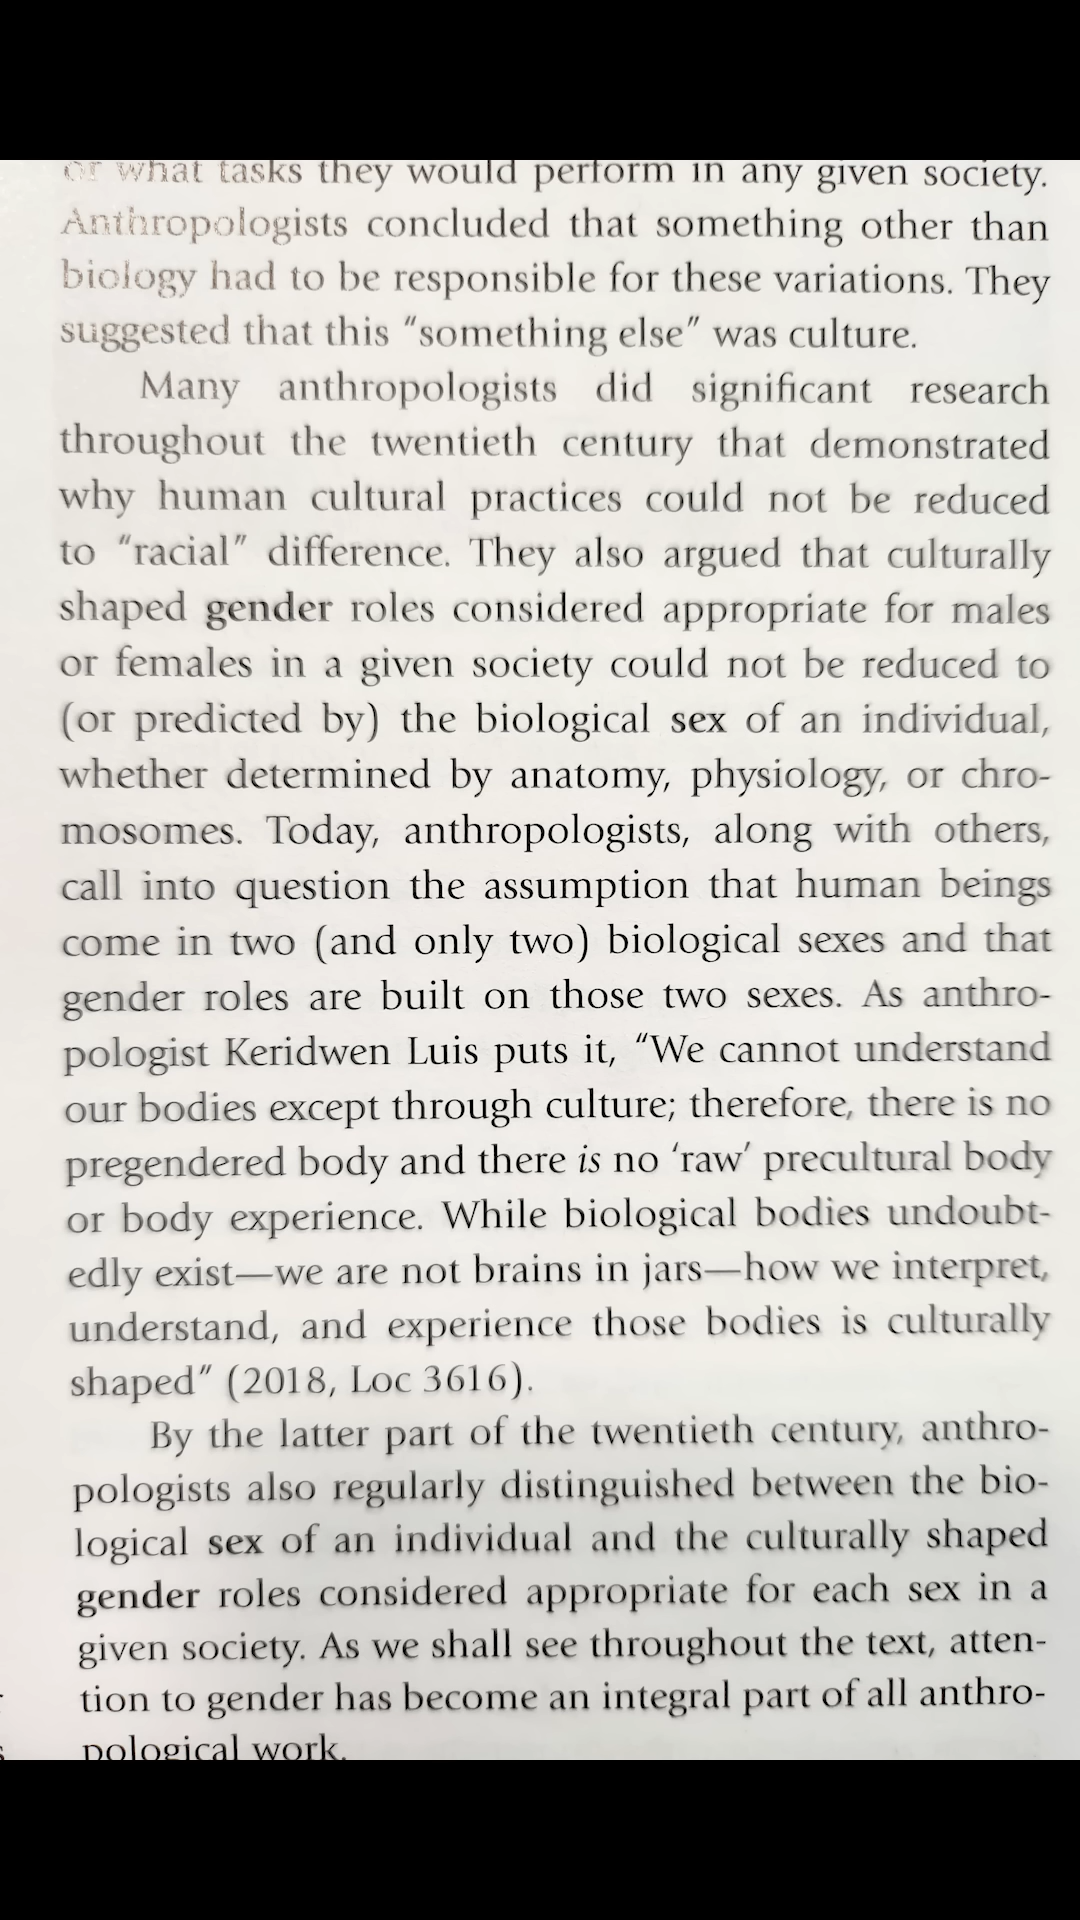 or what tasks they would perform in any given society.
Anthropologists concluded that something other than
biology had to be responsible for these variations. They
suggested that this “something else” was culture.
Many anthropologists did significant research
throughout the twentieth century that demonstrated
why human cultural practices could not be reduced
to “racial” difference. They also argued that culturally
shaped gender roles considered appropriate for males
or females in a given society could not be reduced to
(or predicted by) the biological sex of an individual,
whether determined by anatomy, physiology, or chro-
mosomes. Today, anthropologists, along with others,
call into question the assumption that human beings
come in two (and only two) biological sexes and that
gender roles are built on those two sexes. As anthro-
pologist Keridwen Luis puts it, “We cannot understand
our bodies except through culture; therefore, there is no
pregendered body and there is no ‘raw’ precultural body
or body experience. While biological bodies undoubt-
edly exist—we are not brains in jars—how we interpret,
understand, and experience those bodies is culturally
shaped” (2018, Loc 3616).
By the latter part of the twentieth century, anthro-
pologists also regularly distinguished between the bio-
logical sex of an individual and the culturally shaped
gender roles considered appropriate for each sex in a
given society. As we shall see throughout the text, atten-
tion to gender has become an integral part of all anthro-
pological work.